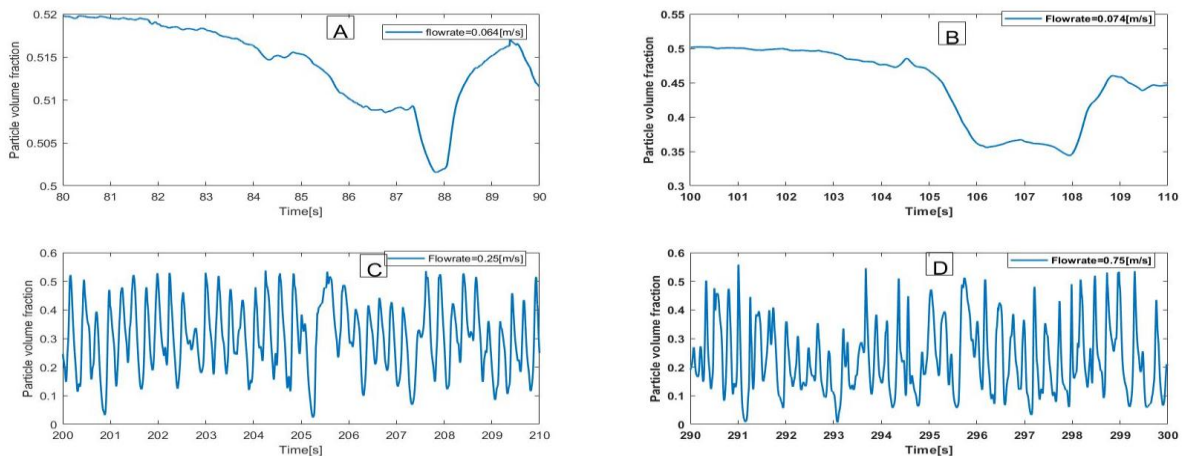 A
flowrate=0.064[m/s]
Particle volume fraction
0.52
0.515
0.51
0.505
0.5
80 81 82 83 84 85 86 87 88 89 90
Time[s]
B
Flowrate=0.074[m/s]
Particle volume fraction
0.55
0.5
0.45
0.4
0.35
0.3
100 101 102 103 104 105 296 297 108 109 110
Time[s]
C
Flowrate=0.25[m/s]
Particle volume fraction
0.6
0.5
0.4
0.3
0.2
0.1
0
200 201 202 203 204 205 206 207 208 209 210
Time[s]
D
Flowrate=0.75[m/s]
Particle volume fraction
0.6
0.5
0.4
0.3
0.2
0.1
0
290 291 292 293 294 295 296 297 298 299 300
Time[s]